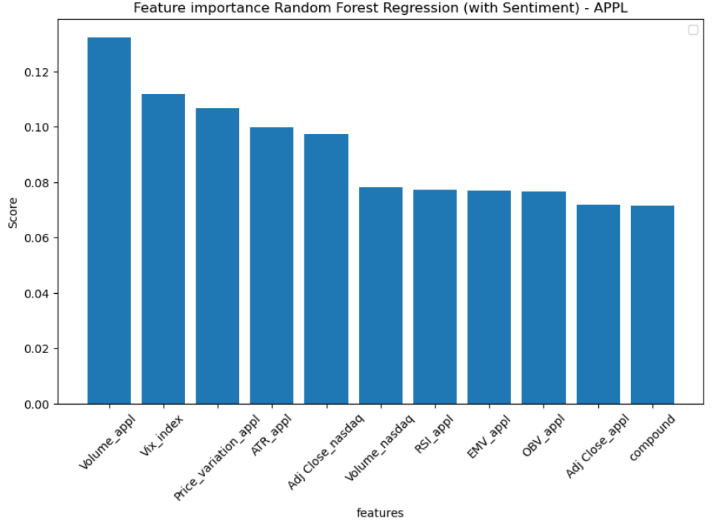 Feature importance Random Forest Regression (with Sentiment) - APPL
0.12
0.10
0.08
0.06
0.04
0.02
0.00
Score
Volume_appl
Vix_index
Price_variation_appl
ATR_appl
Adj Close_nasdaq
Volume_nasdaq
RSI_appl
EMV_appl
OBV_appl
Adj Close_appl
compound
features